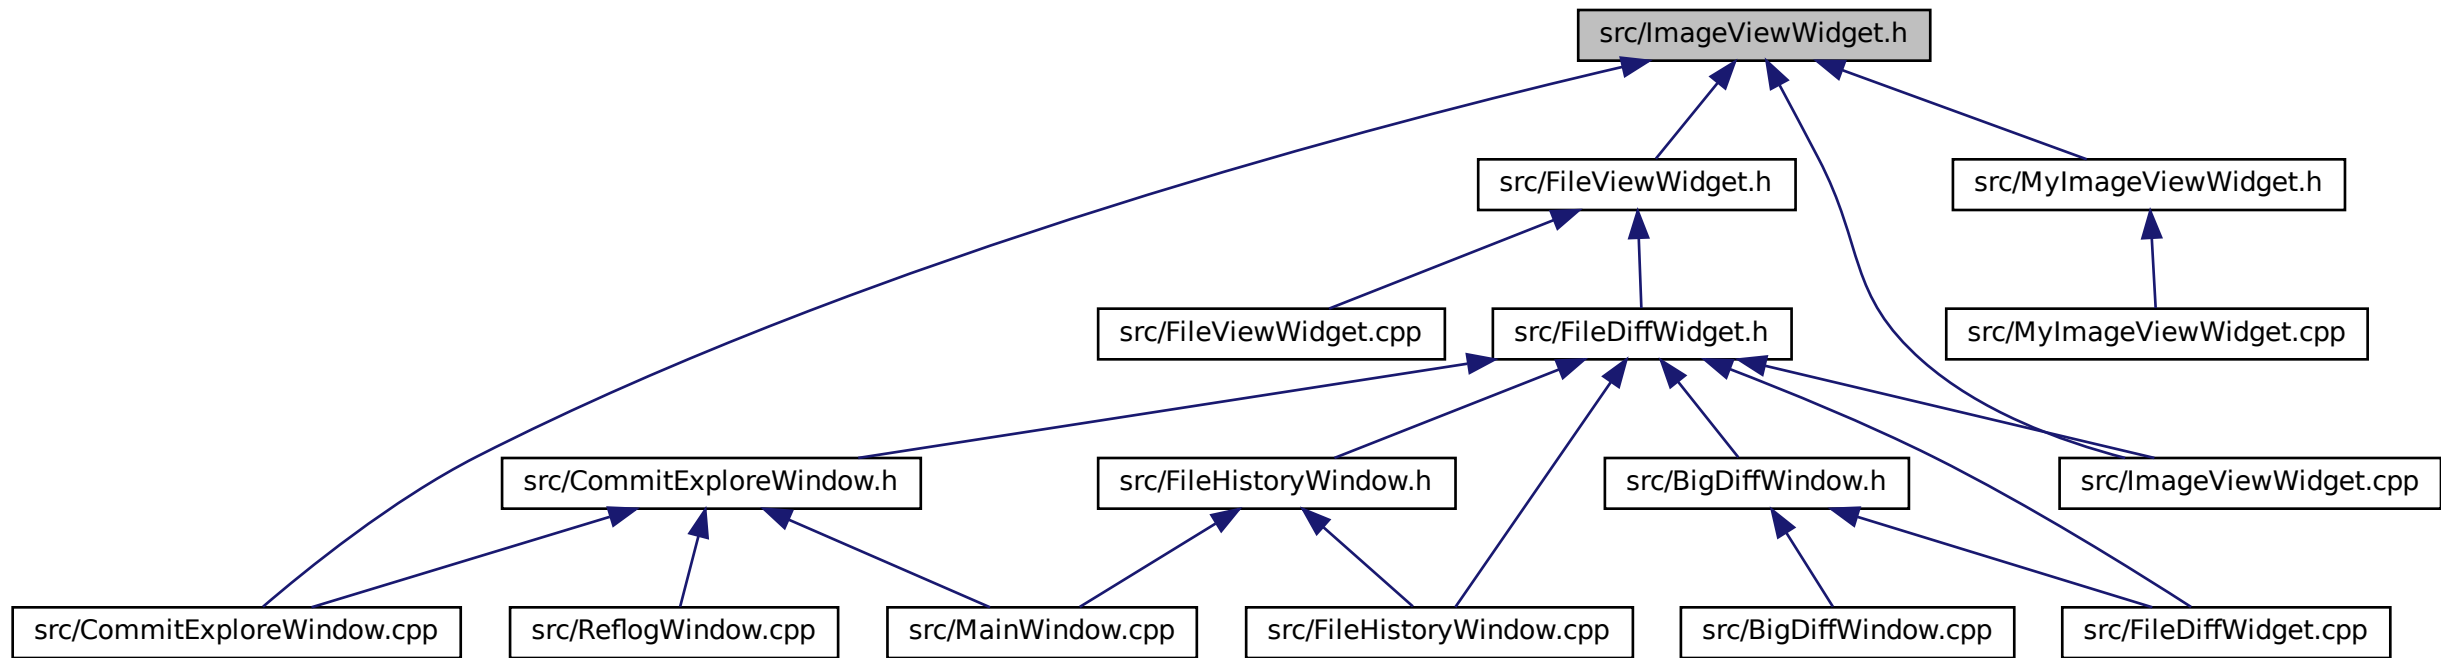 src/ImageViewWidget.h
src/FileViewWidget.h
src/MyImageViewWidget.h
src/FileViewWidget.cpp
src/FileDiffWidget.h
src/MyImageViewWidget.cpp
src/CommitExploreWindow.h
src/FileHistoryWindow.h
src/BigDiffWindow.h
src/ImageViewWidget.cpp
src/CommitExploreWindow.cpp
src/ReflogWindow.cpp
src/MainWindow.cpp
src/FileHistoryWindow.cpp
src/BigDiffWindow.cpp
src/FileDiffWidget.cpp